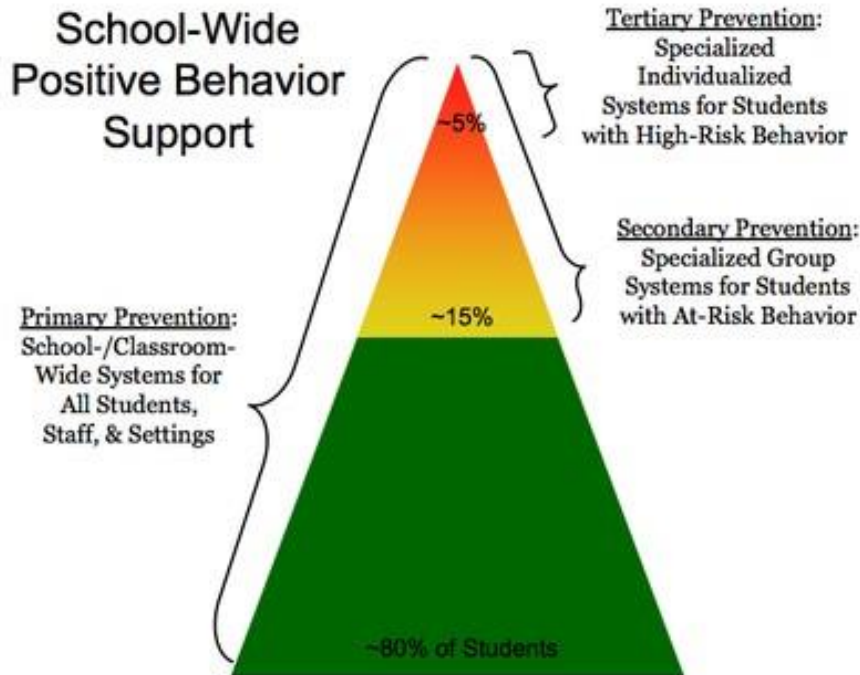 School-Wide
Positive Behavior
Support
Tertiary Prevention:
Specialized
Individualized
Systems for Students
with High-Risk Behavior
~5%
Secondary Prevention:
Specialized Group
Systems for Students
with At-Risk Behavior
~15%
Primary Prevention:
School-/Classroom-
Wide Systems for
All Students,
Staff, & Settings
~80% of Students